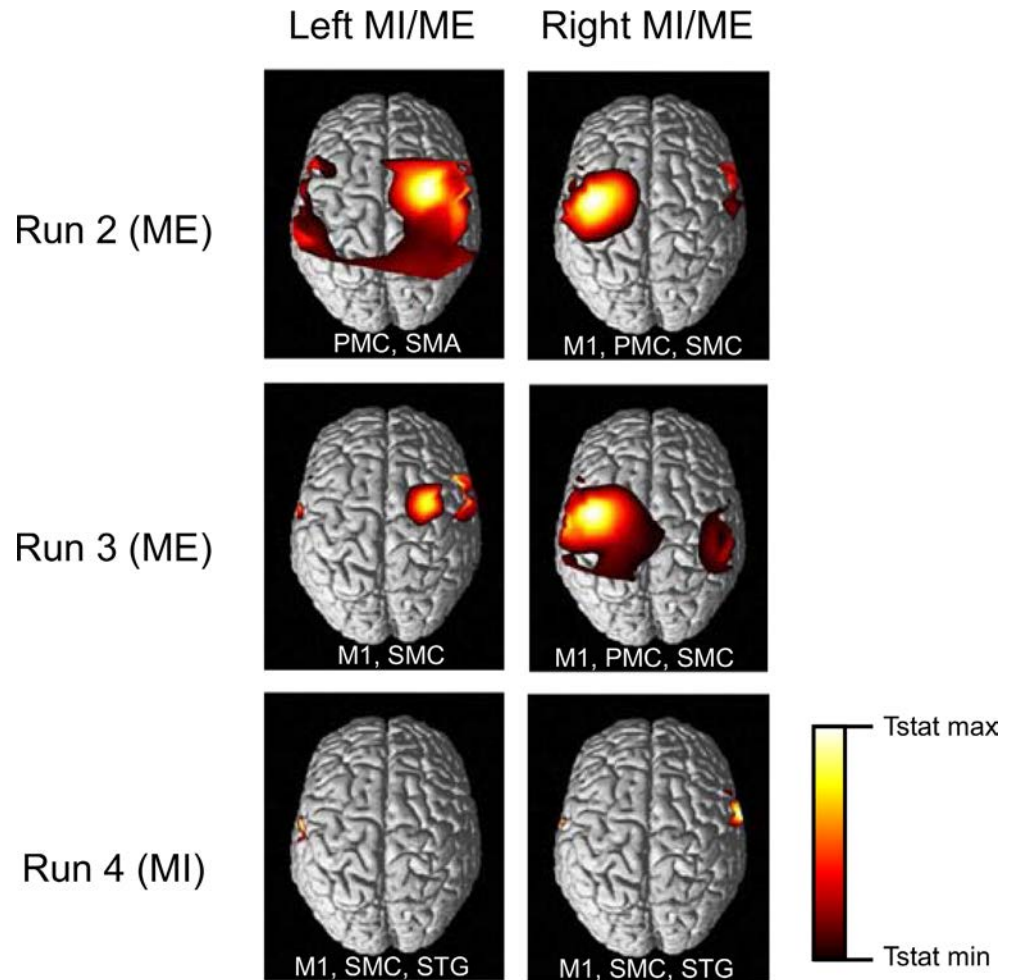 Left MI/ME
Right MI/ME
Run 2 (ME)
PMC, SMA
M1, PMC, SMC
Run 3 (ME)
M1, SMC
M1, PMC, SMC
Tstat max
Run 4 (MI)
M1, SMC, STG
M1, SMC, STG
Tstat min